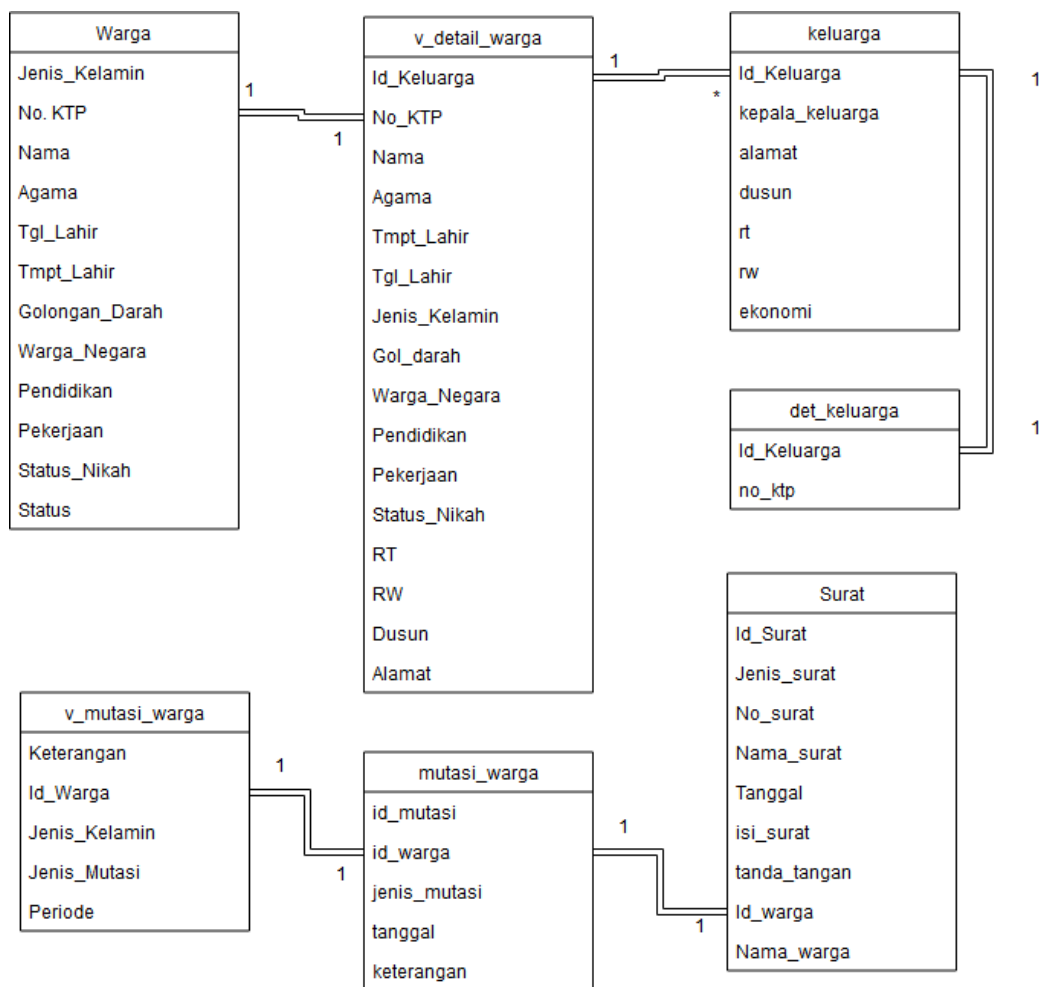 Warga
Jenis_Kelamin
No. KTP
Nama
Agama
Tgl_Lahir
Tmpt_Lahir
Golongan_Darah
Warga_Negara
Pendidikan
Pekerjaan
Status_Nikah
Status
1
1
v_detail_warga
Id_Keluarga
No_KTP
Nama
Agama
Tmpt_Lahir
Tgl_Lahir
Jenis_Kelamin
Gol_darah
Warga_Negara
Pendidikan
Pekerjaan
Status_Nikah
RT
RW
Dusun
Alamat
1
*
keluarga
Id_Keluarga
kepala_keluarga
alamat
dusun
rt
rw
ekonomi
1
1
det_keluarga
Id_Keluarga
no_ktp
v_mutasi_warga
Keterangan
Id_Warga
Jenis_Kelamin
Jenis_Mutasi
Periode
1
1
mutasi_warga
id_mutasi
id_warga
jenis_mutasi
tanggal
keterangan
1
1
Surat
Id_Surat
Jenis_surat
No_surat
Nama_surat
Tanggal
isi_surat
tanda_tangan
Id_warga
Nama_warga